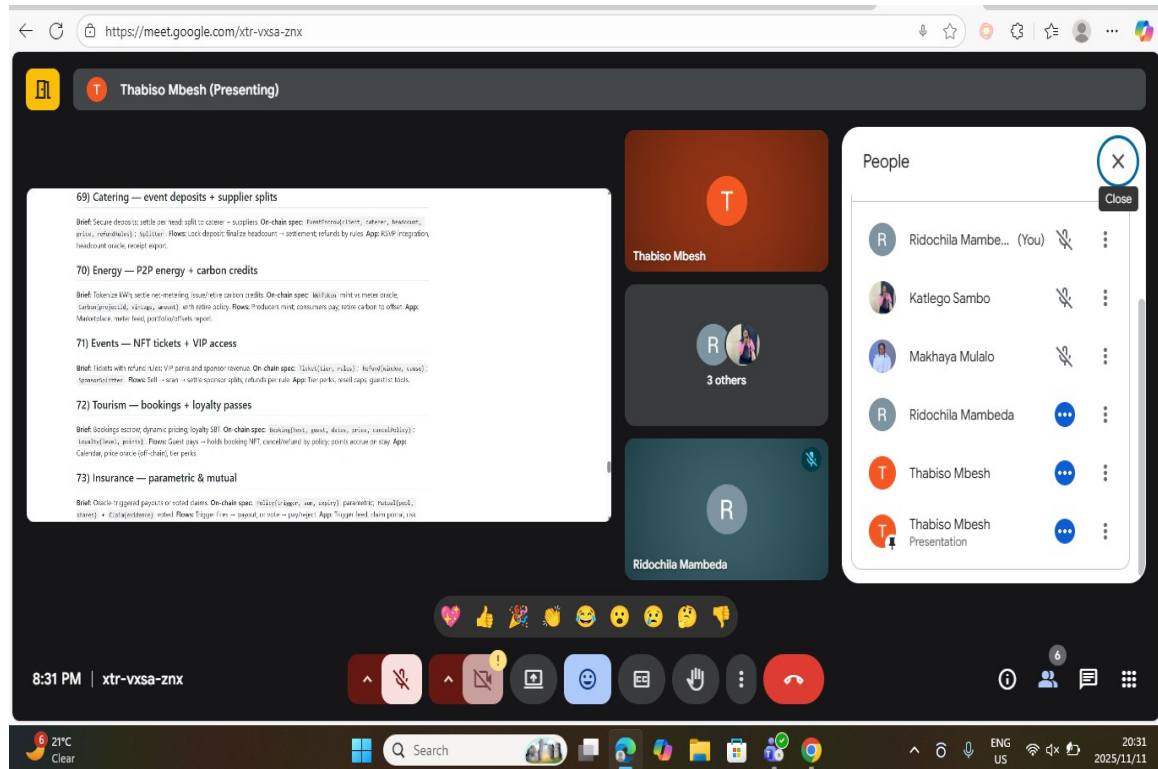 https://meet.google.com/xtr-vxsa-znx
T
Thabiso Mbesh (Presenting)
69) Catering — event deposits + supplier splits
Brief: Secure deposits; settle per head; split to caterer + suppliers. On-chain spec: EventEscrow{client, caterer, headcount,
price, refundRules}; Splitter. Flows: Lock deposit; finalize headcount → settlement; refunds by rules. App: RSVP integration,
headcount oracle, receipt export.
70) Energy — P2P energy + carbon credits
Brief: Tokenize kWh; settle net-metering; issue/retire carbon credits. On-chain spec: kWhToken mint vs meter oracle;
Carbon{projectId, vintage, amount} with retire policy. Flows: Producers mint; consumers pay; retire carbon to offset. App:
Marketplace, meter feed, portfolio/offsets report.
71) Events — NFT tickets + VIP access
Brief: Tickets with refund rules; VIP perks and sponsor revenue. On-chain spec: Ticket{tier, rules}; Refund{window, cause};
SponsorSplitter. Flows: Sell → scan → settle sponsor splits, refunds per rule. App: Tier perks, resell caps, guestlist tools.
72) Tourism — bookings + loyalty passes
Brief: Bookings escrow, dynamic pricing; loyalty SBT. On-chain spec: Booking{host, guest, dates, price, cancelPolicy};
Loyalty{level, points}. Flows: Guest pays → holds booking NFT; cancel/refund by policy; points accrue on stay. App:
Calendar, price oracle (off-chain), tier perks.
73) Insurance — parametric & mutual
Brief: Oracle-triggered payouts or voted claims. On-chain spec: Policy{trigger, sum, expiry} parametric; Mutual{pool,
shares} + Claim{evidence} voted. Flows: Trigger fires → payout, or vote → pay/reject. App: Trigger feed, claim portal, risk
T
Thabiso Mbesh
R
3 others
R
Ridochila Mambeda
People
Close
R
Ridochila Mambe... (You)
Katlego Sambo
Makhaya Mulalo
R
Ridochila Mambeda
T
Thabiso Mbesh
T
Thabiso Mbesh
Presentation
8:31 PM | xtr-vxsa-znx
!
CC
6
6
21°C
Clear
Search
ENG
US
20:31
2025/11/11